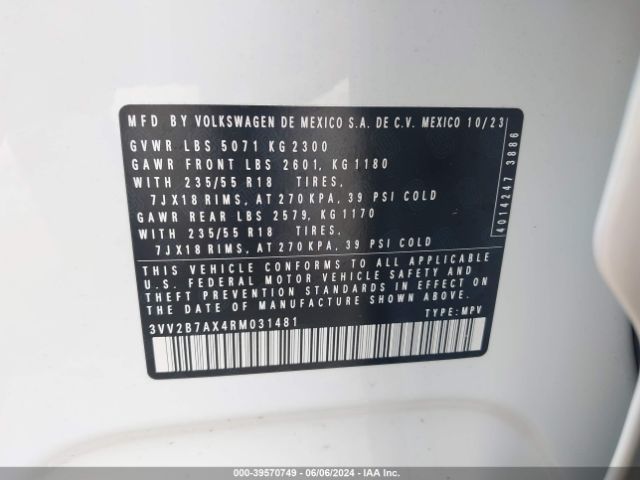 MFD BY VOLKSWAGEN DE MEXICO S.A. DE C.V. MEXICO 10/23
GVWR LBS 5071 KG 2300
GAWR FRONT LBS 2601, KG 1180
WITH 235/55 R18 TIRES,
7JX18 RIMS, AT 270 KPA, 39 PSI COLD
GAWR REAR LBS 2579, KG 1170
WITH 235/55 R18 TIRES,
7JX18 RIMS, AT 270 KPA, 39 PSI COLD
4014247 3886
THIS VEHICLE CONFORMS TO ALL APPLICABLE
U.S. FEDERAL MOTOR VEHICLE SAFETY AND
THEFT PREVENTION STANDARDS IN EFFECT ON
THE DATE OF MANUFACTURE SHOWN ABOVE.
3VV2B7AX4RM031481 TYPE: MPV
000-39570749 - 06/06/2024 - IAA Inc.